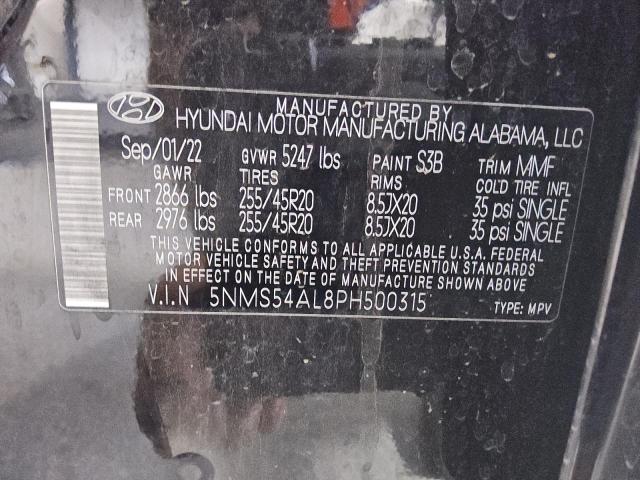 MANUFACTURED BY
HYUNDAI MOTOR MANUFACTURING ALABAMA, LLC
Sep/01/22 GVWR 5247 lbs PAINT S3B TRIM MMF
GAWR TIRES RIMS COLD TIRE INFL
FRONT 2866 lbs 255/45R20 8.5JX20 35 psi SINGLE
REAR 2976 lbs 255/45R20 8.5JX20 35 psi SINGLE
THIS VEHICLE CONFORMS TO ALL APPLICABLE U.S.A. FEDERAL
MOTOR VEHICLE SAFETY AND THEFT PREVENTION STANDARDS
IN EFFECT ON THE DATE OF MANUFACTURE SHOWN ABOVE
V.I.N 5NMS54AL8PH500315 TYPE: MPV